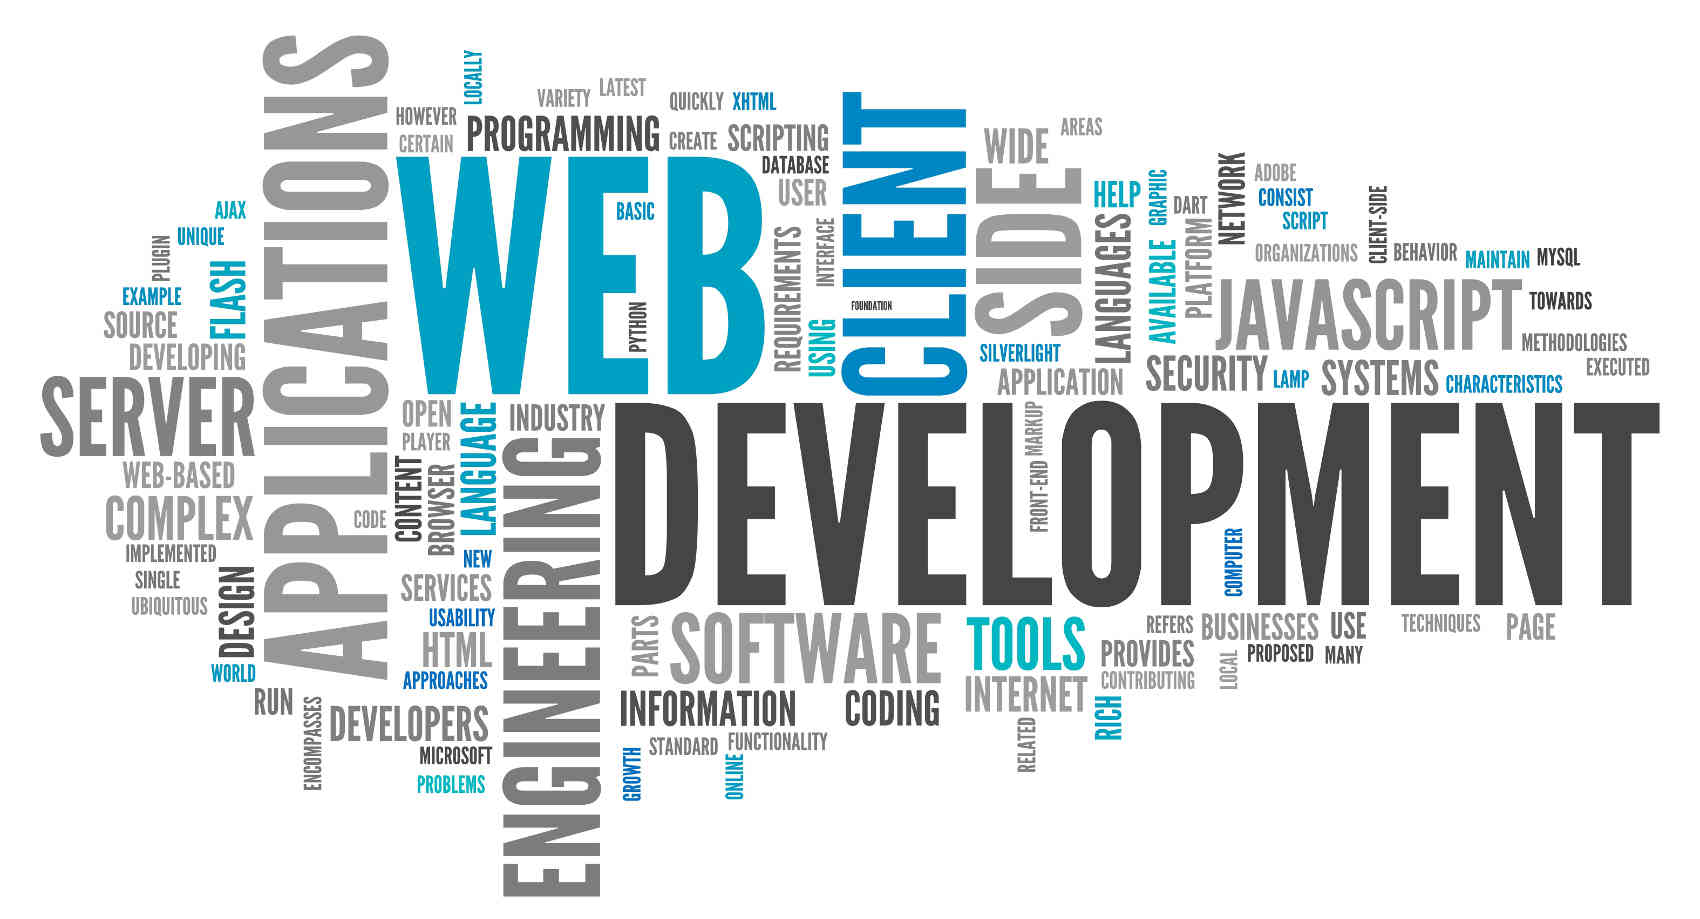 LOCALLY
HOWEVER
CERTAIN
VARIETY
LATEST
QUICKLY
XHTML
PROGRAMMING
CREATE
SCRIPTING
DATABASE
USER
WEB
BASIC
PYTHON
REQUIREMENTS
INTERFACE
USING
FOUNDATION
CLIENT
SIDE
WIDE
AREAS
SILVERLIGHT
APPLICATION
HELP
GRAPHIC
LANGUAGES
AVAILABLE
DART
PLATFORM
NETWORK
ADOBE
CONSIST
SCRIPT
ORGANIZATIONS
CLIENT-SIDE
BEHAVIOR
MAINTAIN
MYSQL
JAVASCRIPT
TOWARDS
METHODOLOGIES
EXECUTED
SECURITY
LAMP
SYSTEMS
CHARACTERISTICS
AJAX
UNIQUE
PLUGIN
FLASH
EXAMPLE
SOURCE
DEVELOPING
SERVER
WEB-BASED
COMPLEX
IMPLEMENTED
SINGLE
UBIQUITOUS
DESIGN
WORLD
APPLICATIONS
CODE
OPEN
PLAYER
CONTENT
BROWSER
LANGUAGE
INDUSTRY
NEW
SERVICES
USABILITY
HTML
APPROACHES
RUN
ENCOMPASSES
DEVELOPERS
MICROSOFT
PROBLEMS
ENGINEERING
DEVELOPMENT
MARKUP
FRONT-END
COMPUTER
PARTS
SOFTWARE
TOOLS
INFORMATION
CODING
INTERNET
GROWTH
STANDARD
FUNCTIONALITY
ONLINE
RELATED
REFERS
PROVIDES
CONTRIBUTING
RICH
BUSINESSES
LOCAL
PROPOSED
USE
MANY
TECHNIQUES
PAGE